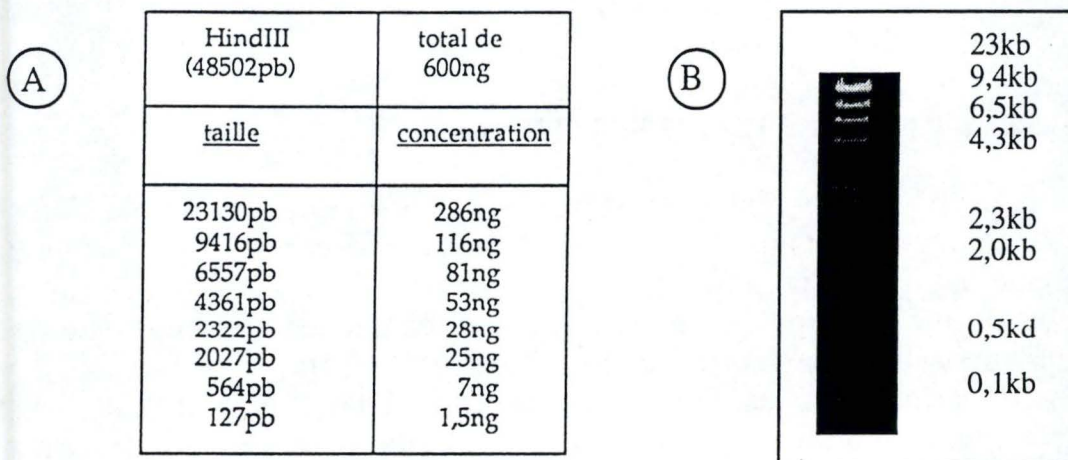 A
HindIII
(48502pb)
total de
600ng
taille
concentration
23130pb 286ng
9416pb 116ng
6557pb 81ng
4361pb 53ng
2322pb 28ng
2027pb 25ng
564pb 7ng
127pb 1,5ng
B
23kb
9,4kb
6,5kb
4,3kb
2,3kb
2,0kb
0,5kd
0,1kb